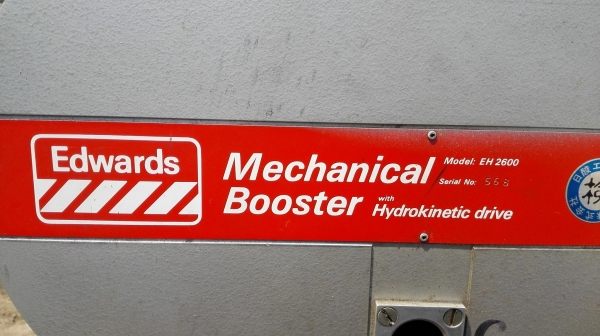 Edwards
Mechanical
Booster with Hydrokinetic drive
Model: EH 2600
Serial No: 568